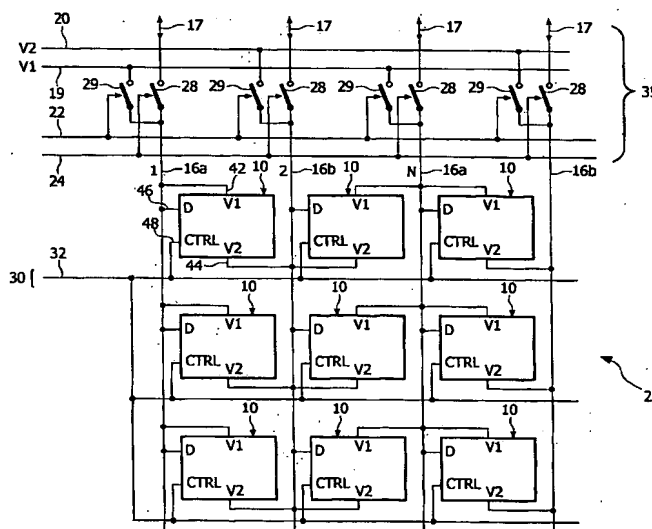 20 17 17 17 17
V2
V1
29 28 29 28 29 28 29 28
19
22
24
1 16a 42 10 2 16b 10 N 16a 10 16b
46 D V1 D V1 D V1
48 CTRL V2 CTRL V2 CTRL V2
32 44
30
10 10 10
D V1 D V1 D V1
CTRL V2 CTRL V2 CTRL V2
2
10 10 10
D V1 D V1 D V1
CTRL V2 CTRL V2 CTRL V2